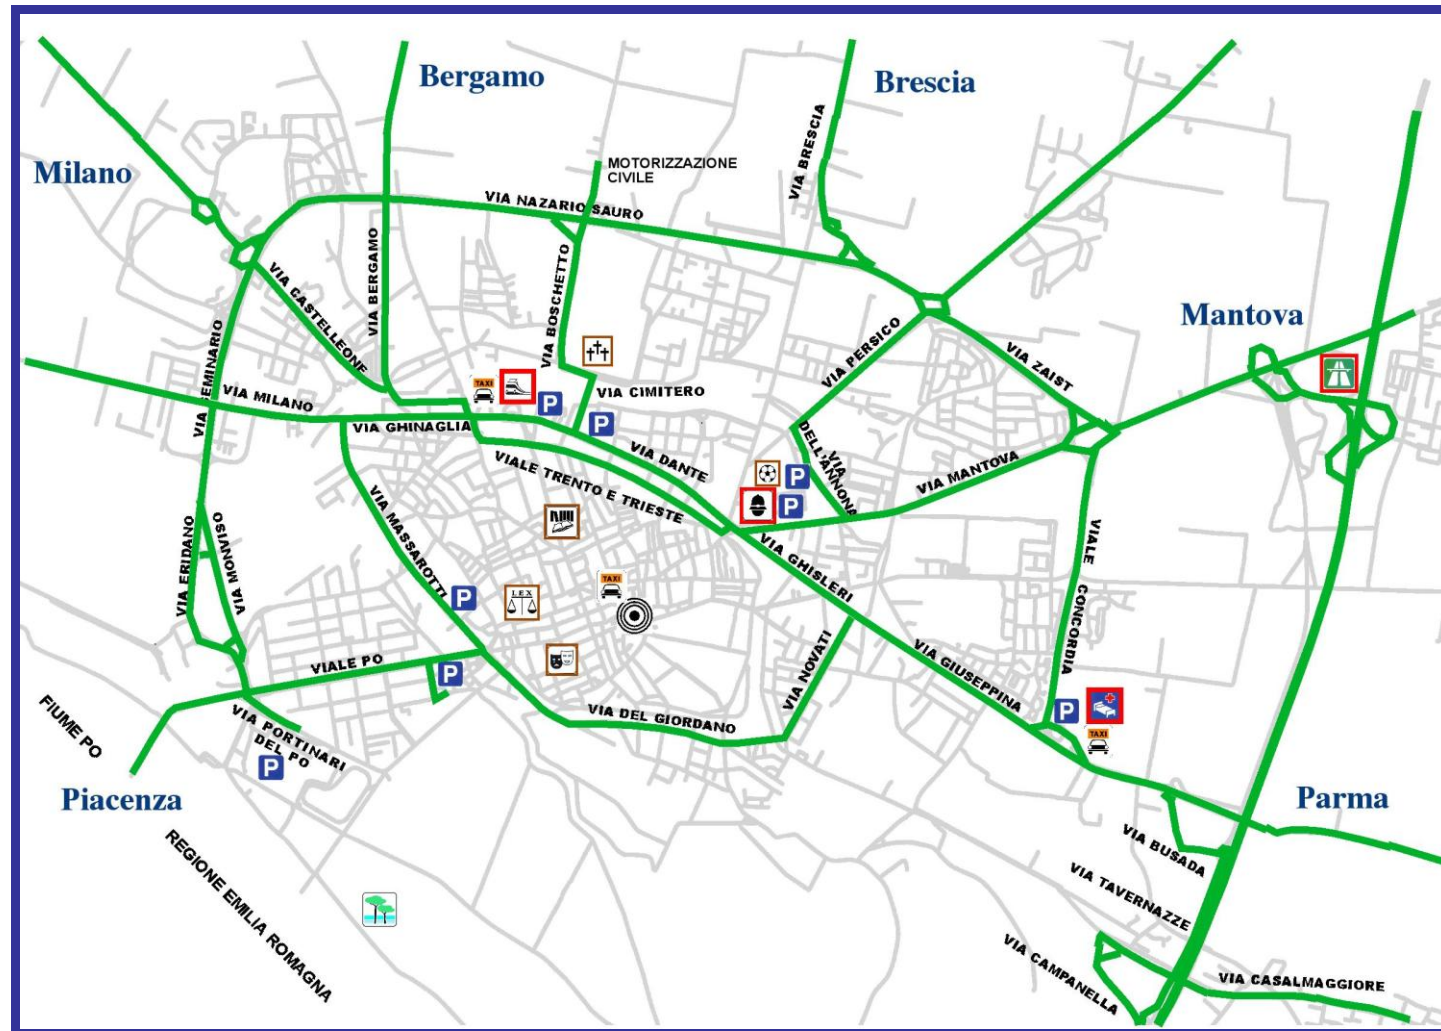 Bergamo
Brescia
Milano
MOTORIZZAZIONE
CIVILE
VIA BRESCIA
VIA NAZARIO SAURO
VIA BERGAMO
VIA BOSCHETTO
VIA CASTELLEONE
Mantova
VIA SEMINARIO
VIA PERSICO
VIA ZAIST
TAXI
P
VIA CIMITERO
VIA MILANO
P
VIA GHINAGLIA
VIA DANTE
VIA
DELL'ANNONA
VIALE TRENTO E TRIESTE
VIA MANTOVA
P
P
VIA MASSAROTTI
VIA ERIDANO
VIA MONVISO
VIA GHISLERI
VIALE CONCORDIA
TAXI
LEX
P
VIALE PO
P
VIA NOVATI
VIA GIUSEPPINA
VIA DEL GIORDANO
P
TAXI
FIUME PO
VIA PORTINARI
DEL PO
P
Piacenza
Parma
VIA BUSADA
REGIONE EMILIA ROMAGNA
VIA TAVERNAZZE
VIA CAMPANELLA
VIA CASALMAGGIORE